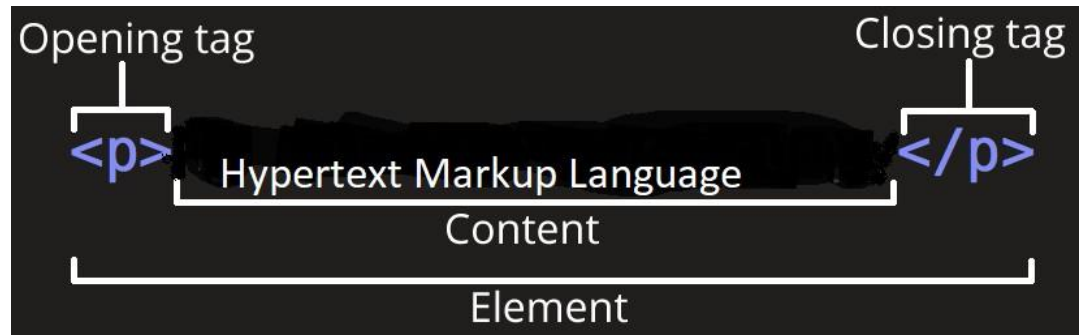 Opening tag Closing tag
<p> Hypertext Markup Language </p>
Content
Element